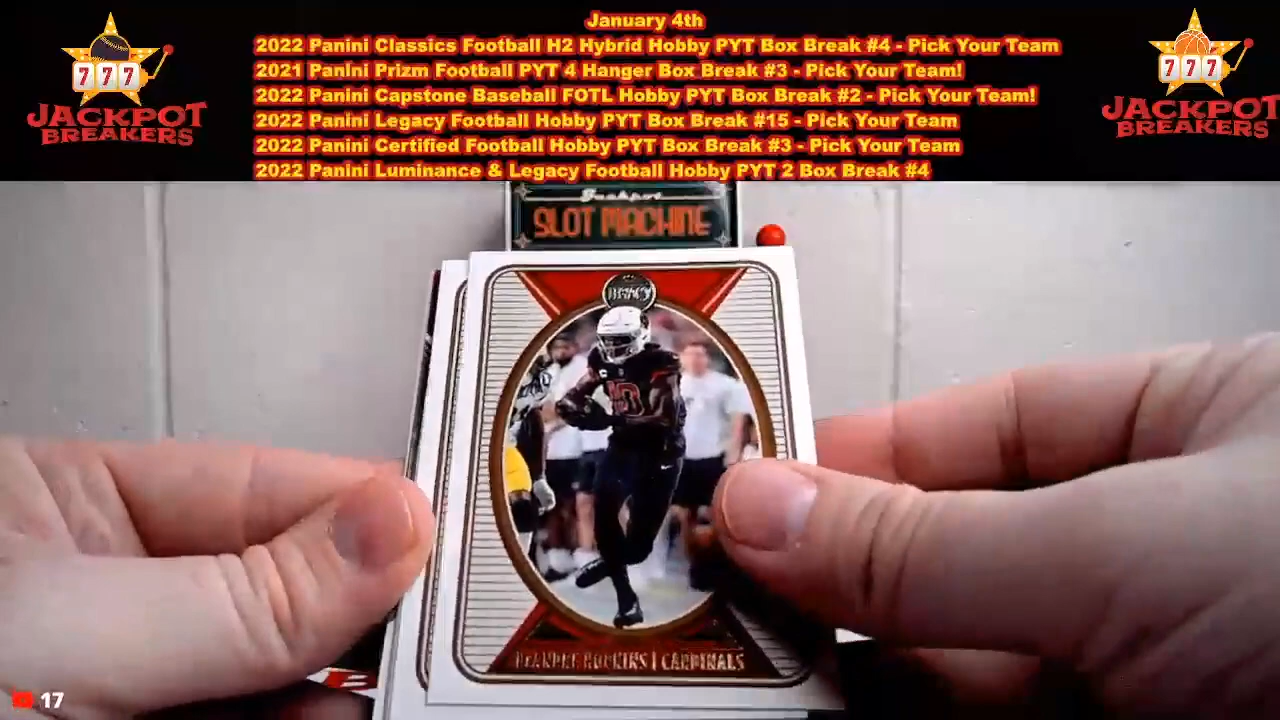 January 4th
2022 Panini Classics Football H2 Hybrid Hobby PYT Box Break #4 - Pick Your Team
2021 Panini Prizm Football PYT 4 Hanger Box Break #3 - Pick Your Team!
2022 Panini Capstone Baseball FOTL Hobby PYT Box Break #2 - Pick Your Team!
2022 Panini Legacy Football Hobby PYT Box Break #15 - Pick Your Team
2022 Panini Certified Football Hobby PYT Box Break #3 - Pick Your Team
2022 Panini Luminance & Legacy Football Hobby PYT 2 Box Break #4
777
JACKPOT
BREAKERS
777
JACKPOT
BREAKERS
Jackpot
SLOT MACHINE
LEGACY
10
DEANDRE HOPKINS | CARDINALS
17